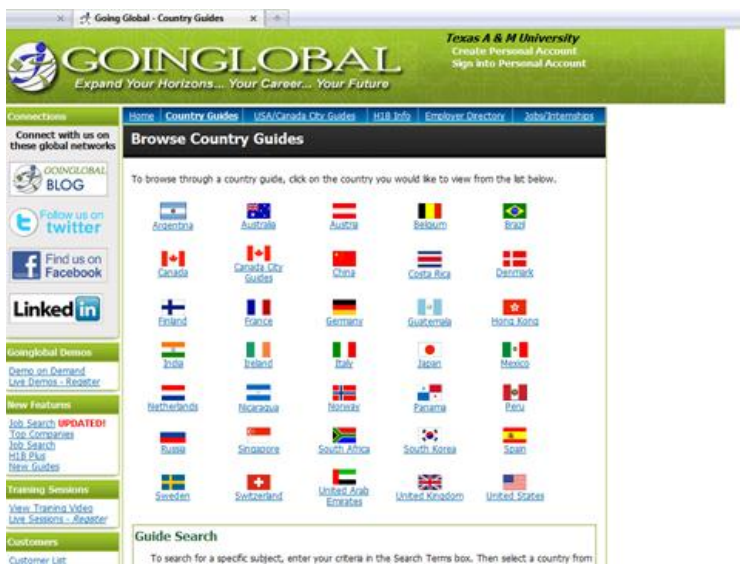 Going Global - Country Guides
GOINGLOBAL
Expand Your Horizons... Your Career... Your Future
Texas A & M University
Create Personal Account
Sign into Personal Account
Connections
Connect with us on
these global networks
GOINGLOBAL
BLOG
Follow us on
twitter
Find us on
Facebook
Linked in
Goinglobal Demos
Demo on Demand
Live Demos - Register
New Features
Job Search UPDATED!
Top Companies
Job Search
H1B Plus
New Guides
Training Sessions
View Training Video
Live Sessions - Register
Customers
Customer List
Home Country Guides USA/Canada City Guides H1B Info Employer Directory Jobs/Internships
Browse Country Guides
To browse through a country guide, click on the country you would like to view from the list below.
Argentina Australia Austria Belgium Brazil
Canada Canada City Guides China Costa Rica Denmark
Finland France Germany Guatemala Hong Kong
India Ireland Italy Japan Mexico
Netherlands Nicaragua Norway Panama Peru
Russia Singapore South Africa South Korea Spain
Sweden Switzerland United Arab Emirates United Kingdom United States
Guide Search
To search for a specific subject, enter your criteria in the Search Terms box. Then select a country from